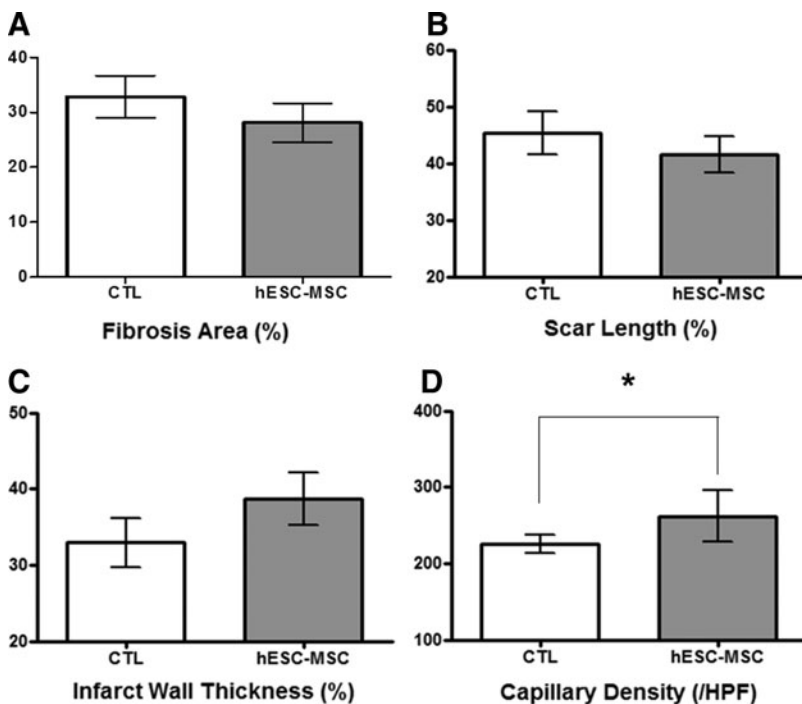 A
40
30
20
10
0
CTL hESC-MSC
Fibrosis Area (%)
B
60
50
40
30
20
CTL hESC-MSC
Scar Length (%)
C
50
40
30
20
CTL hESC-MSC
Infarct Wall Thickness (%)
D
*
400
300
200
100
CTL hESC-MSC
Capillary Density (/HPF)